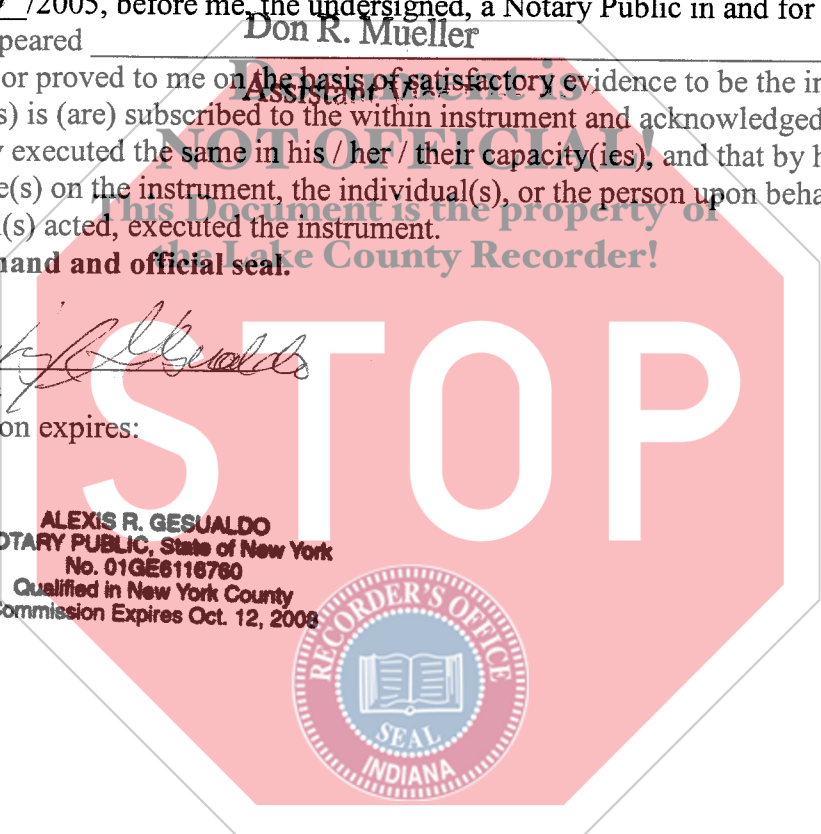 /2005, before me, the undersigned, a Notary Public in and for
peared Don R. Mueller
or proved to me on the basis of satisfactory evidence to be the in
Assistant
s) is (are) subscribed to the within instrument and acknowledged
y executed the same in his / her / their capacity(ies), and that by h
e(s) on the instrument, the individual(s), or the person upon beha
(s) acted, executed the instrument.
hand and official seal.
Document is
NOT OFFICIAL!
This Document is the property of
the Lake County Recorder!
STOP
Gesualdo
on expires:
ALEXIS R. GESUALDO
OTARY PUBLIC, State of New York
No. 01GE6116760
Qualified in New York County
ommission Expires Oct. 12, 2008
RECORDER'S OFFICE
SEAL
INDIANA